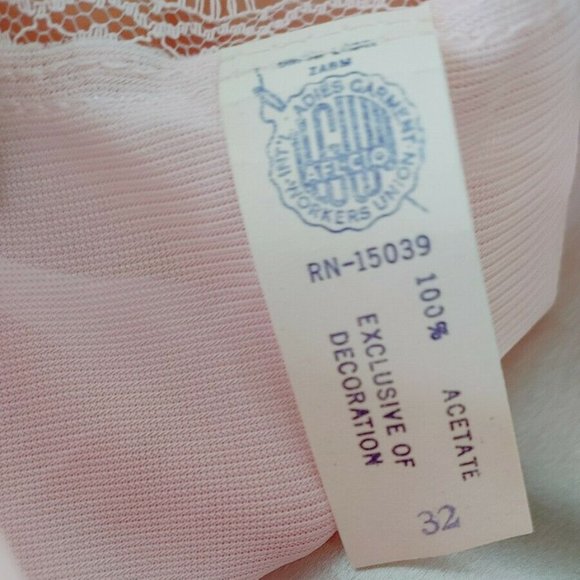 LADIES GARMENT
AFL-CIO
WORKERS UNION
RN-15039
100% ACETATE
EXCLUSIVE OF
DECORATION
32